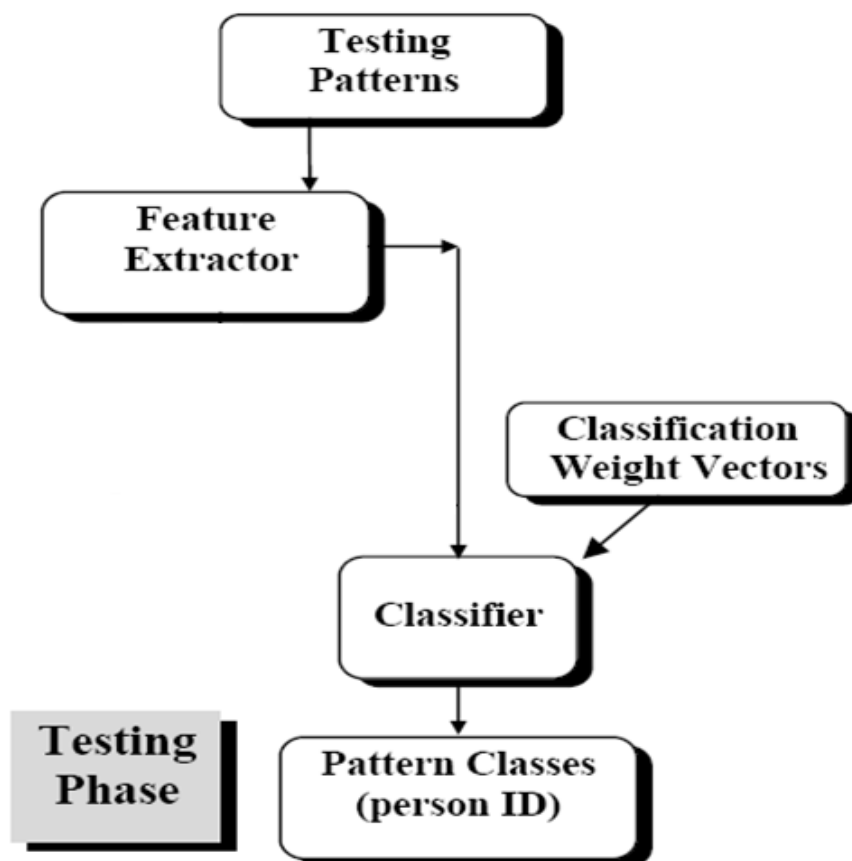 Testing
Patterns
Feature
Extractor
Classification
Weight Vectors
Classifier
Testing
Phase
Pattern Classes
(person ID)